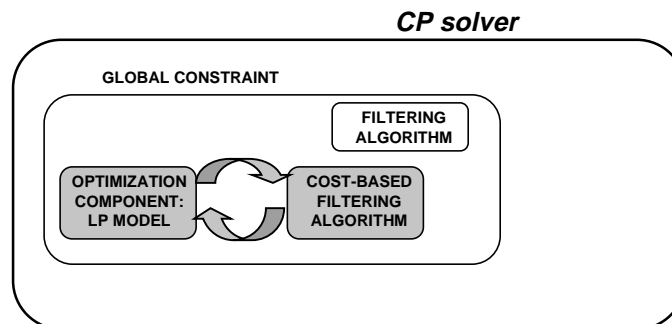 CP solver
GLOBAL CONSTRAINT
FILTERING
ALGORITHM
OPTIMIZATION
COMPONENT:
LP MODEL
COST-BASED
FILTERING
ALGORITHM